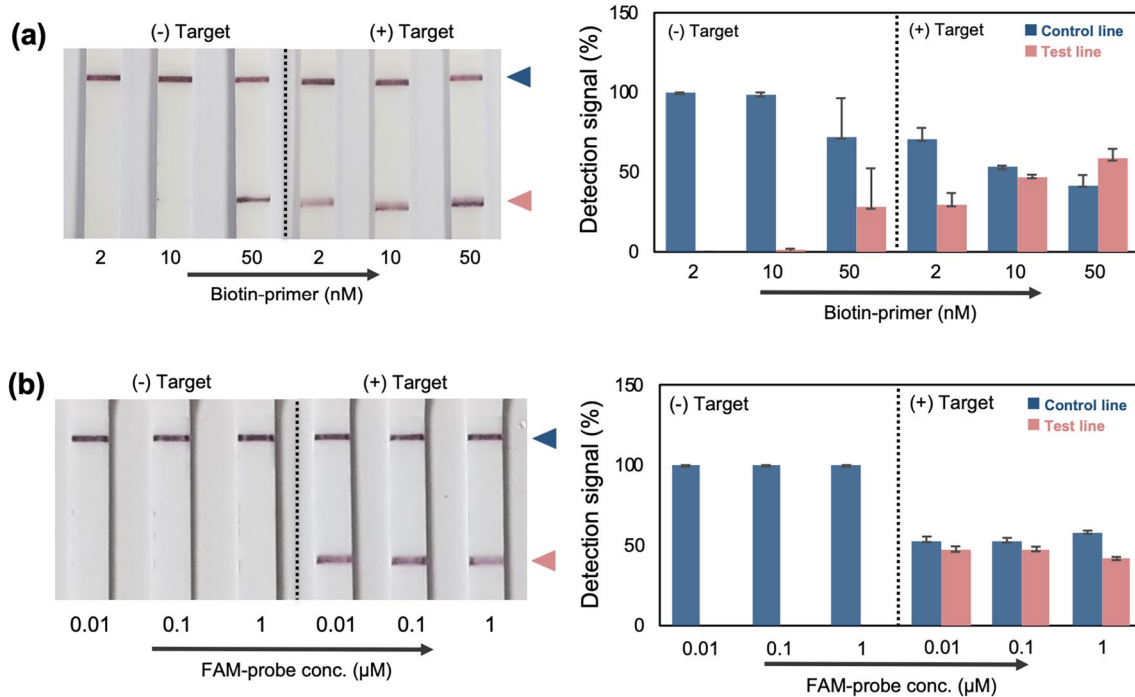 (a)
(-) Target (+) Target
2 10 50 2 10 50
Biotin-primer (nM)
Detection signal (%)
150
100
50
0
(-) Target (+) Target
Control line
Test line
2 10 50 2 10 50
Biotin-primer (nM)
(b)
(-) Target (+) Target
0.01 0.1 1 0.01 0.1 1
FAM-probe conc. (µM)
Detection signal (%)
150
100
50
0
(-) Target (+) Target
Control line
Test line
0.01 0.1 1 0.01 0.1 1
FAM-probe conc. (µM)